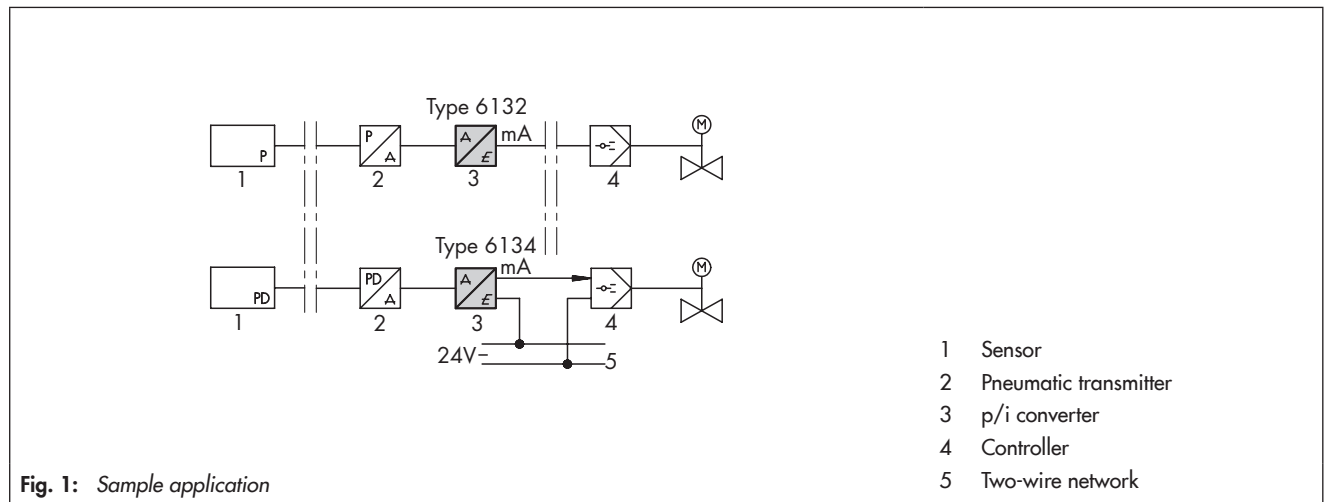 Type 6132
P
P
A
A
E
mA
M
1
2
3
4
Type 6134
PD
PD
A
A
E
mA
M
1
2
3
4
24V
5
1 Sensor
2 Pneumatic transmitter
3 p/i converter
4 Controller
5 Two-wire network
Fig. 1: Sample application